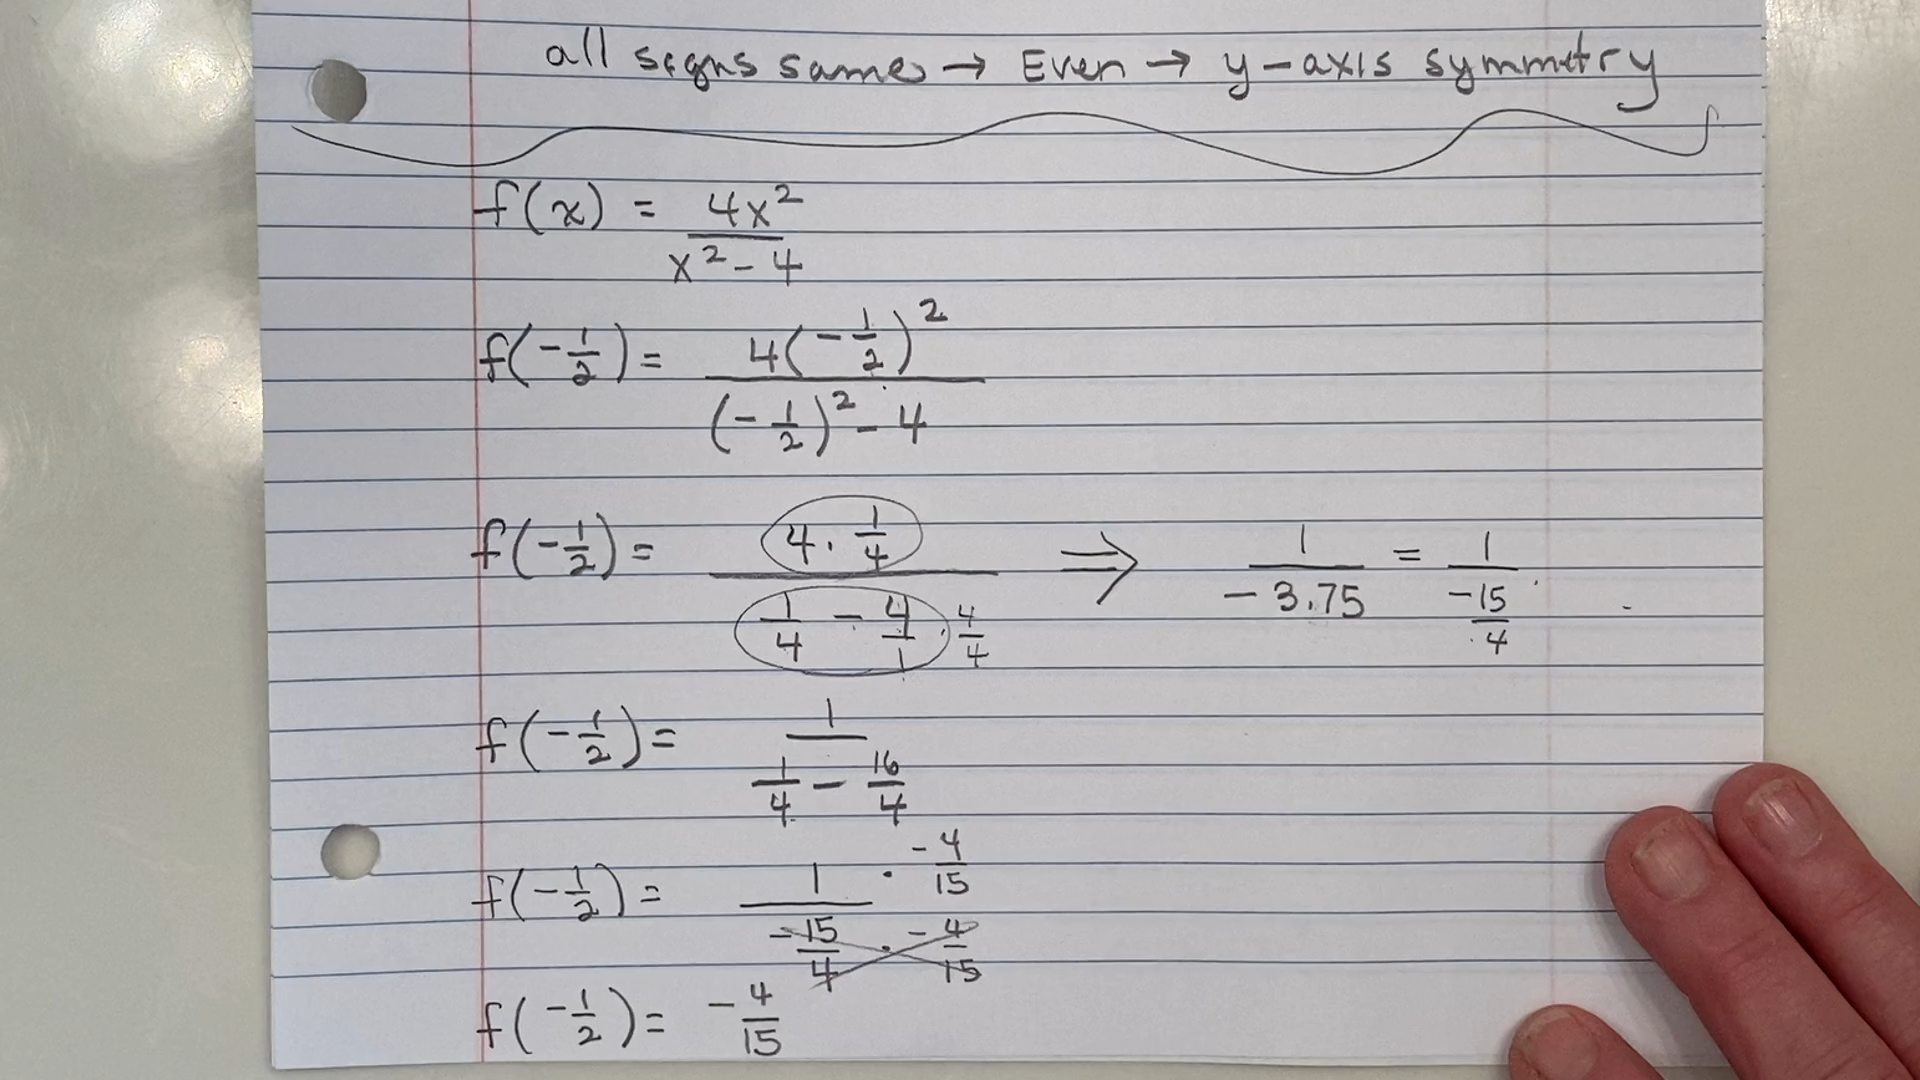 all signs same → Even → y-axis symmetry
f(x) = 4x²
x² - 4
f(-1/2) = 4(-1/2)²
(-1/2)² - 4
f(-1/2) = 4 · 1/4 ⇒ 1 = 1
1/4 - 4/1 · 4/4 -3.75 -15/4
f(-1/2) = 1
1/4 - 16/4
f(-1/2) = 1 · -4/15
-15/4 · -4/15
f(-1/2) = -4/15